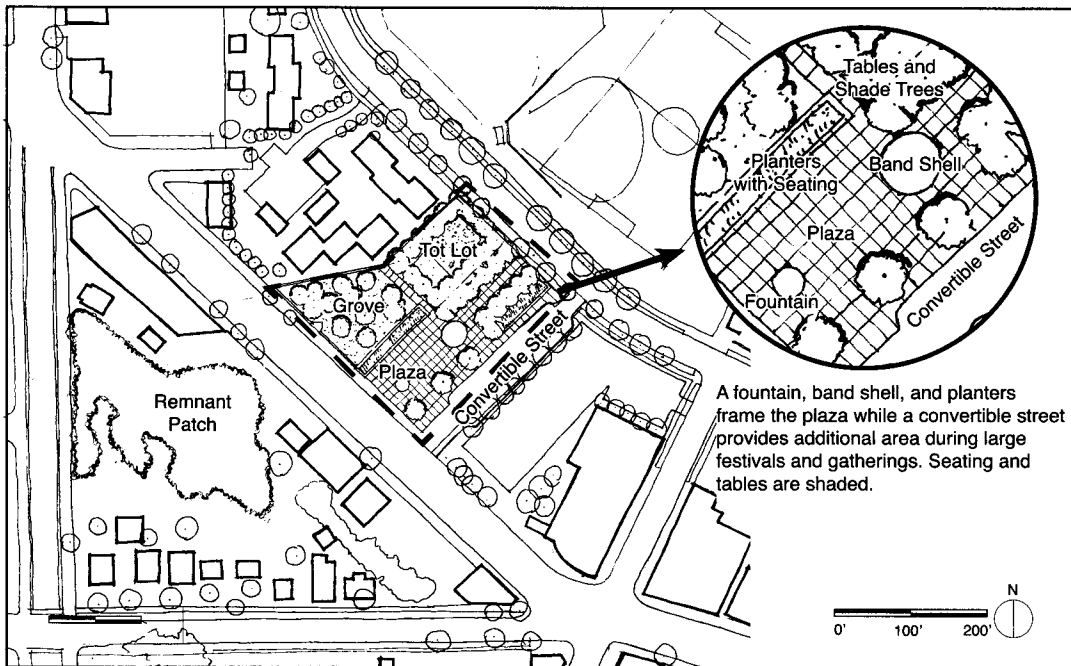 Tot Lot
Grove
Plaza
Convertible Street
Remnant
Patch
Tables and
Shade Trees
Planters
with Seating
Band Shell
Plaza
Fountain
Convertible Street
A fountain, band shell, and planters
frame the plaza while a convertible street
provides additional area during large
festivals and gatherings. Seating and
tables are shaded.
N
0' 100' 200'